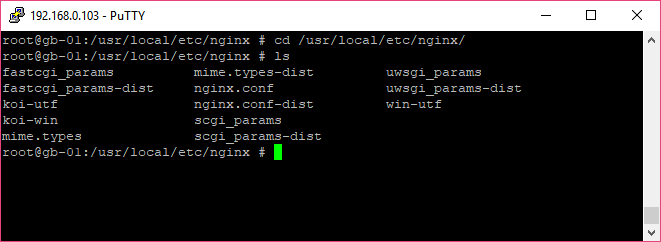 192.168.0.103 - PuTTY
root@gb-01:/usr/local/etc/nginx # cd /usr/local/etc/nginx/
root@gb-01:/usr/local/etc/nginx # ls
fastcgi_params mime.types-dist uwsgi_params
fastcgi_params-dist nginx.conf uwsgi_params-dist
koi-utf nginx.conf-dist win-utf
koi-win scgi_params
mime.types scgi_params-dist
root@gb-01:/usr/local/etc/nginx #